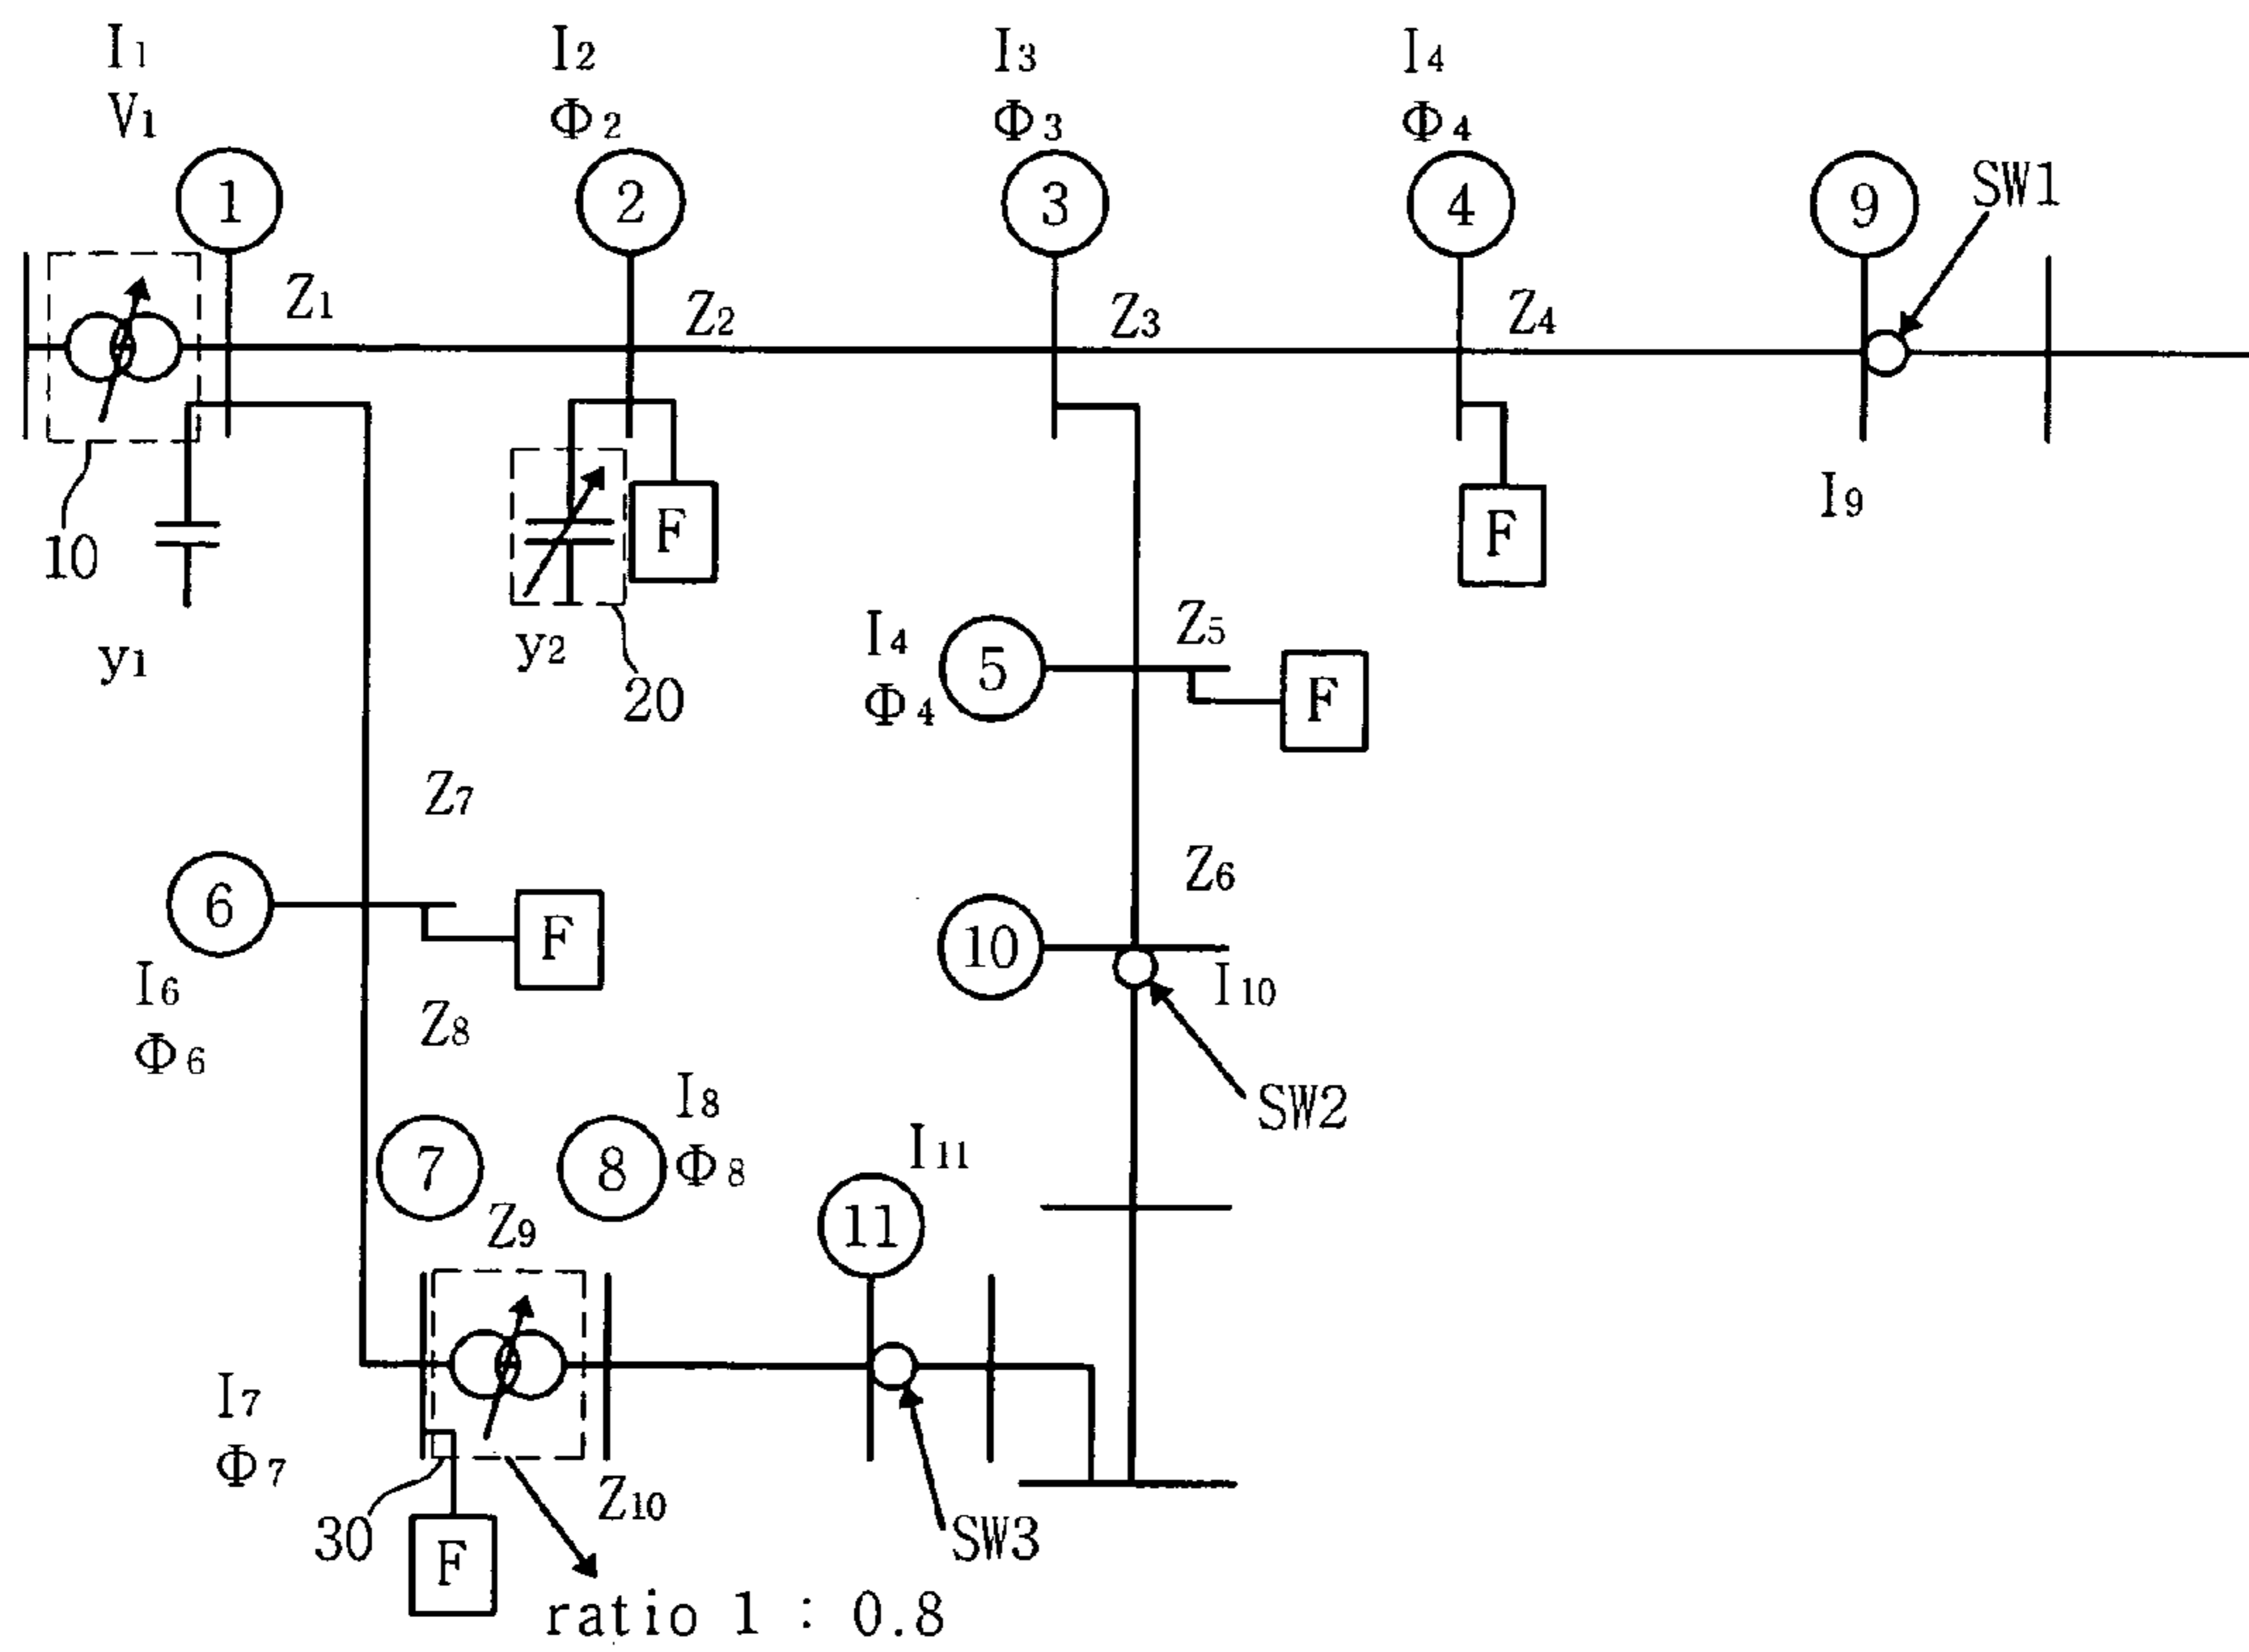 I1
V1
I2
Φ2
I3
Φ3
I4
Φ4
1
2
3
4
9
SW1
Z1
Z2
Z3
Z4
10
y1
F
y2
20
F
I9
I4
Φ4
5
Z5
F
Z7
6
F
I6
Φ6
Z8
Z6
10
I10
SW2
7
8
I8
Φ8
I11
11
Z9
I7
Φ7
30
F
Z10
SW3
ratio 1 : 0.8